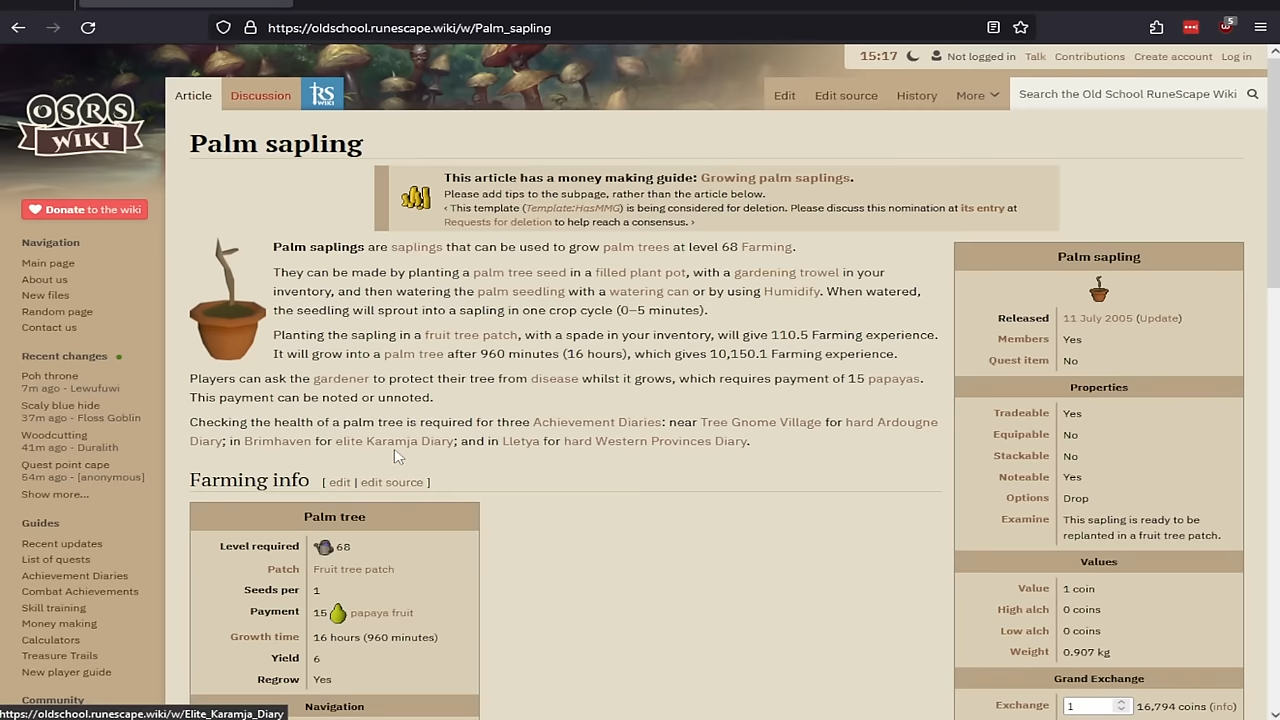 https://oldschool.runescape.wiki/w/Palm_sapling
5
15:17
Not logged in Talk Contributions Create account Log in
OSRS
WIKI
Article Discussion RS WIKI Edit Edit source History More Search the Old School RuneScape Wiki
Palm sapling
This article has a money making guide: Growing palm saplings.
Please add tips to the subpage, rather than the article below.
‹ This template (Template:HasMMG) is being considered for deletion. Please discuss this nomination at its entry at
Requests for deletion to help reach a consensus. ›
Donate to the wiki
Navigation
Main page
About us
New files
Random page
Contact us
Recent changes
Poh throne
7m ago - Lewufuwi
Scaly blue hide
37m ago - Floss Goblin
Woodcutting
41m ago - Duralith
Quest point cape
54m ago - [anonymous]
Show more...
Guides
Recent updates
List of quests
Achievement Diaries
Combat Achievements
Skill training
Money making
Calculators
Treasure Trails
New player guide
Community
Palm saplings are saplings that can be used to grow palm trees at level 68 Farming.
They can be made by planting a palm tree seed in a filled plant pot, with a gardening trowel in your
inventory, and then watering the palm seedling with a watering can or by using Humidify. When watered,
the seedling will sprout into a sapling in one crop cycle (0–5 minutes).
Planting the sapling in a fruit tree patch, with a spade in your inventory, will give 110.5 Farming experience.
It will grow into a palm tree after 960 minutes (16 hours), which gives 10,150.1 Farming experience.
Players can ask the gardener to protect their tree from disease whilst it grows, which requires payment of 15 papayas.
This payment can be noted or unnoted.
Checking the health of a palm tree is required for three Achievement Diaries: near Tree Gnome Village for hard Ardougne
Diary; in Brimhaven for elite Karamja Diary; and in Lletya for hard Western Provinces Diary.
Farming info [ edit | edit source ]
Palm tree
Level required 68
Patch Fruit tree patch
Seeds per 1
Payment 15 papaya fruit
Growth time 16 hours (960 minutes)
Yield 6
Regrow Yes
Navigation
Palm sapling
Released 11 July 2005 (Update)
Members Yes
Quest item No
Properties
Tradeable Yes
Equipable No
Stackable No
Noteable Yes
Options Drop
Examine This sapling is ready to be
replanted in a fruit tree patch.
Values
Value 1 coin
High alch 0 coins
Low alch 0 coins
Weight 0.907 kg
Grand Exchange
Exchange 1 16,794 coins (info)
https://oldschool.runescape.wiki/w/Elite_Karamja_Diary